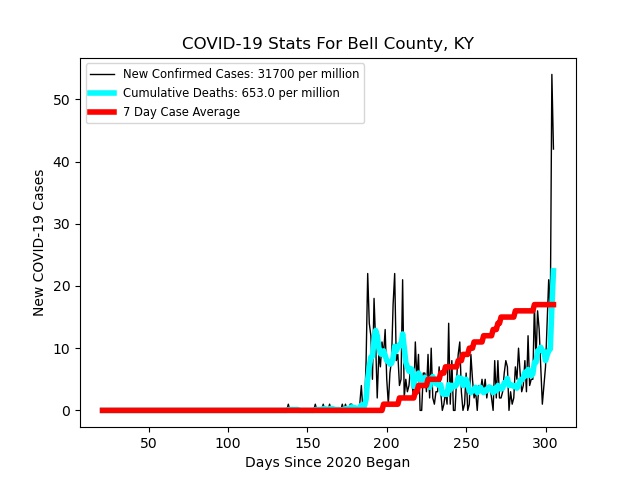 COVID-19 Stats For Bell County, KY
New Confirmed Cases: 31700 per million
Cumulative Deaths: 653.0 per million
7 Day Case Average
New COVID-19 Cases
50
40
30
20
10
0
50 100 150 200 250 300
Days Since 2020 Began